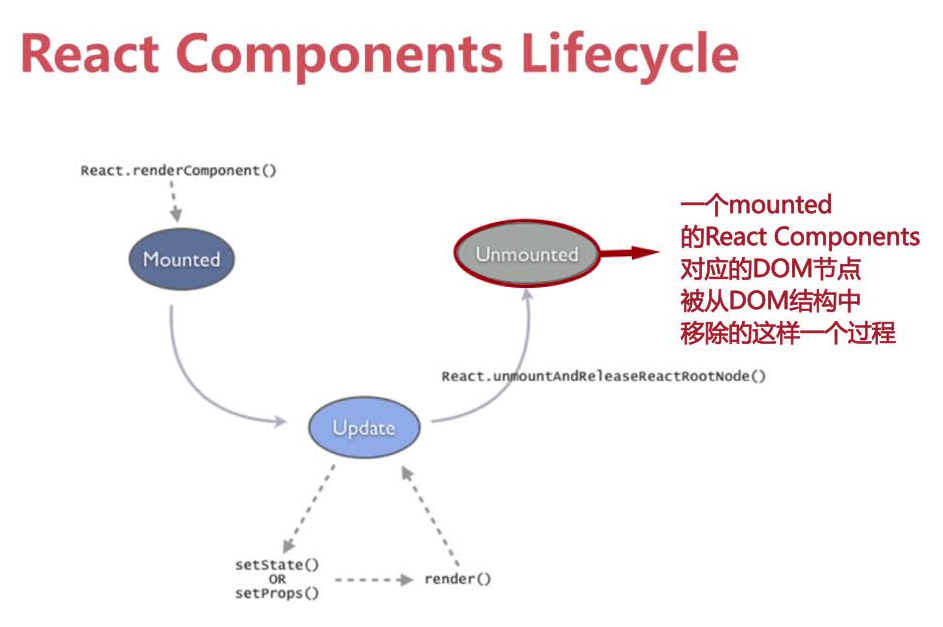 React Components Lifecycle
React.renderComponent()
Mounted
Unmounted
一个mounted
的React Components
对应的DOM节点
被从DOM结构中
移除的这样一个过程
React.unmountAndReleaseReactRootNode()
Update
setState()
OR
setProps()
render()